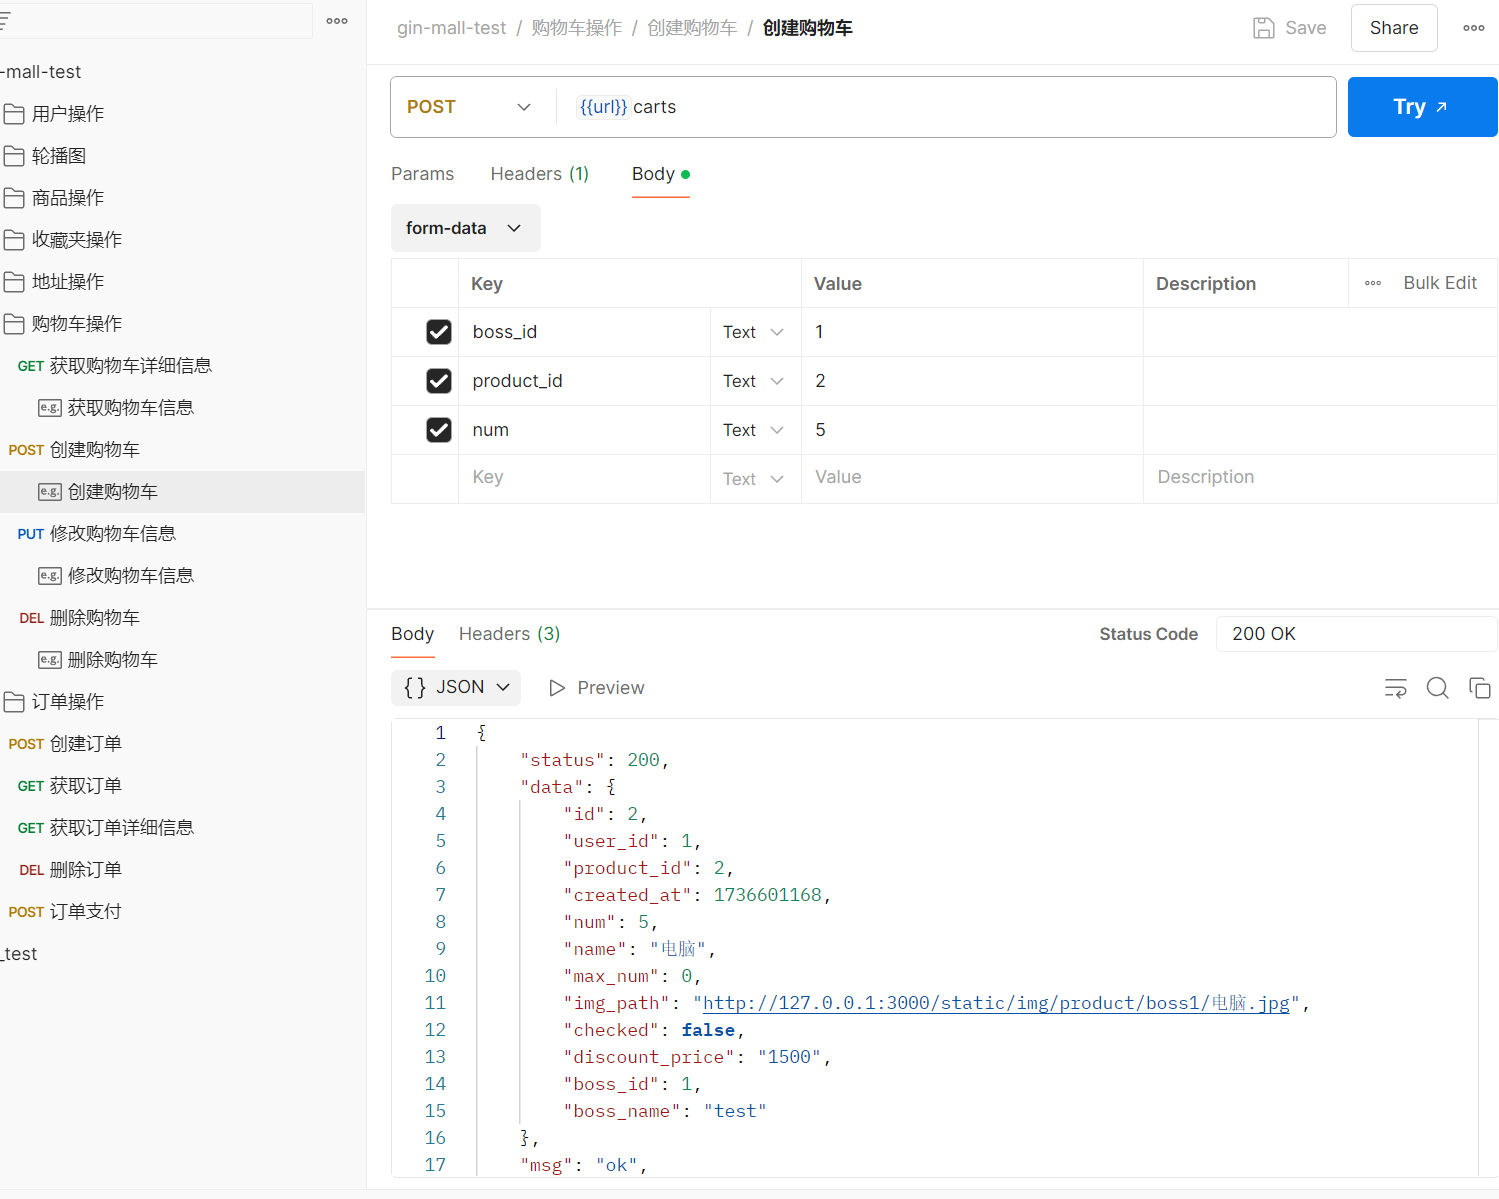 -mall-test
用户操作
轮播图
商品操作
收藏夹操作
地址操作
购物车操作
GET 获取购物车详细信息
e.g. 获取购物车信息
POST 创建购物车
e.g. 创建购物车
PUT 修改购物车信息
e.g. 修改购物车信息
DEL 删除购物车
e.g. 删除购物车
订单操作
POST 创建订单
GET 获取订单
GET 获取订单详细信息
DEL 删除订单
POST 订单支付
_test
gin-mall-test / 购物车操作 / 创建购物车 / 创建购物车
Save
Share
POST
{{url}} carts
Try ↗
Params Headers (1) Body
form-data
Key Value Description Bulk Edit
boss_id Text 1
product_id Text 2
num Text 5
Key Text Value Description
Body Headers (3) Status Code 200 OK
{} JSON Preview
1 {
2 "status": 200,
3 "data": {
4 "id": 2,
5 "user_id": 1,
6 "product_id": 2,
7 "created_at": 1736601168,
8 "num": 5,
9 "name": "电脑",
10 "max_num": 0,
11 "img_path": "http://127.0.0.1:3000/static/img/product/boss1/电脑.jpg",
12 "checked": false,
13 "discount_price": "1500",
14 "boss_id": 1,
15 "boss_name": "test"
16 },
17 "msg": "ok",